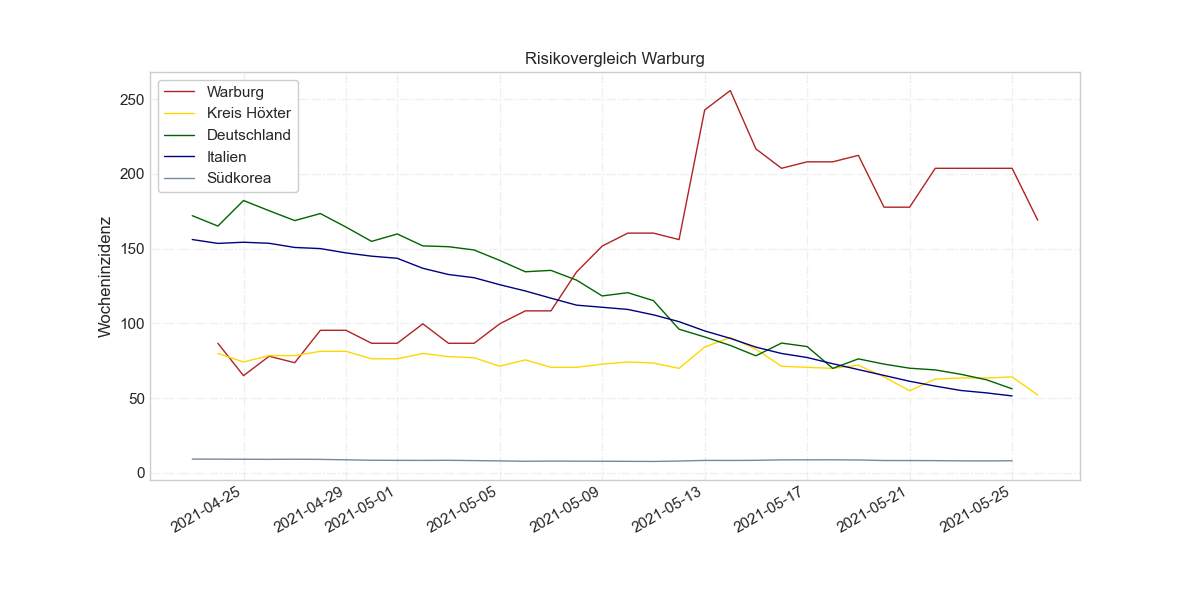 Risikovergleich Warburg
Warburg
Kreis Höxter
Deutschland
Italien
Südkorea
Wocheninzidenz
250
200
150
100
50
0
2021-04-25
2021-04-29
2021-05-01
2021-05-05
2021-05-09
2021-05-13
2021-05-17
2021-05-21
2021-05-25